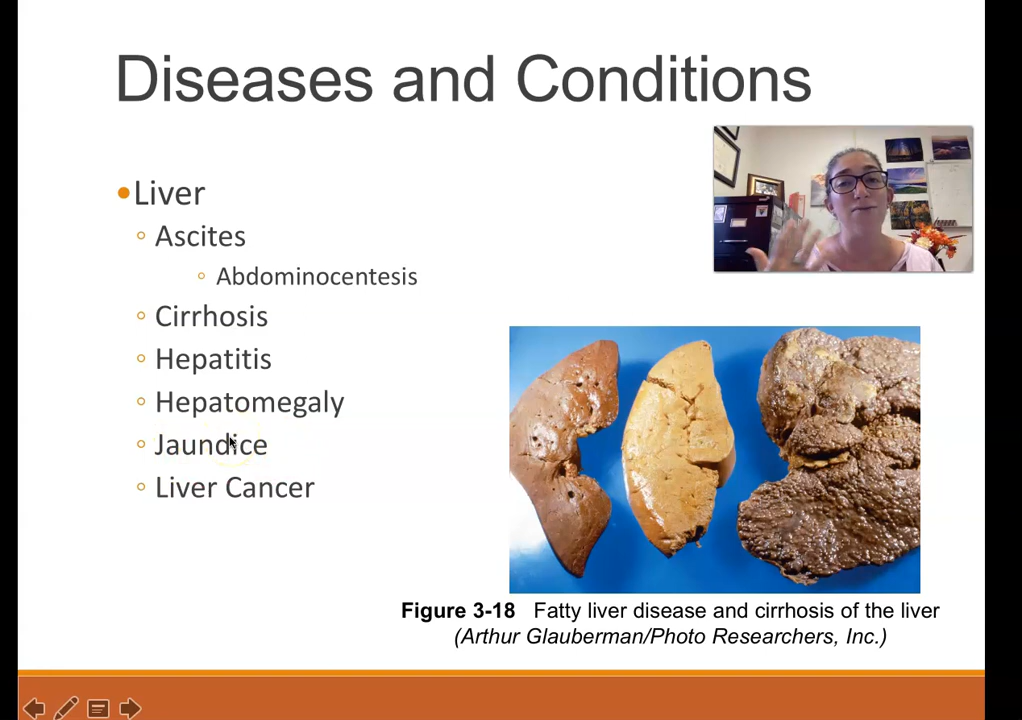 Diseases and Conditions
•Liver
◦ Ascites
◦ Abdominocentesis
◦ Cirrhosis
◦ Hepatitis
◦ Hepatomegaly
◦ Jaundice
◦ Liver Cancer
Figure 3-18 Fatty liver disease and cirrhosis of the liver
(Arthur Glauberman/Photo Researchers, Inc.)